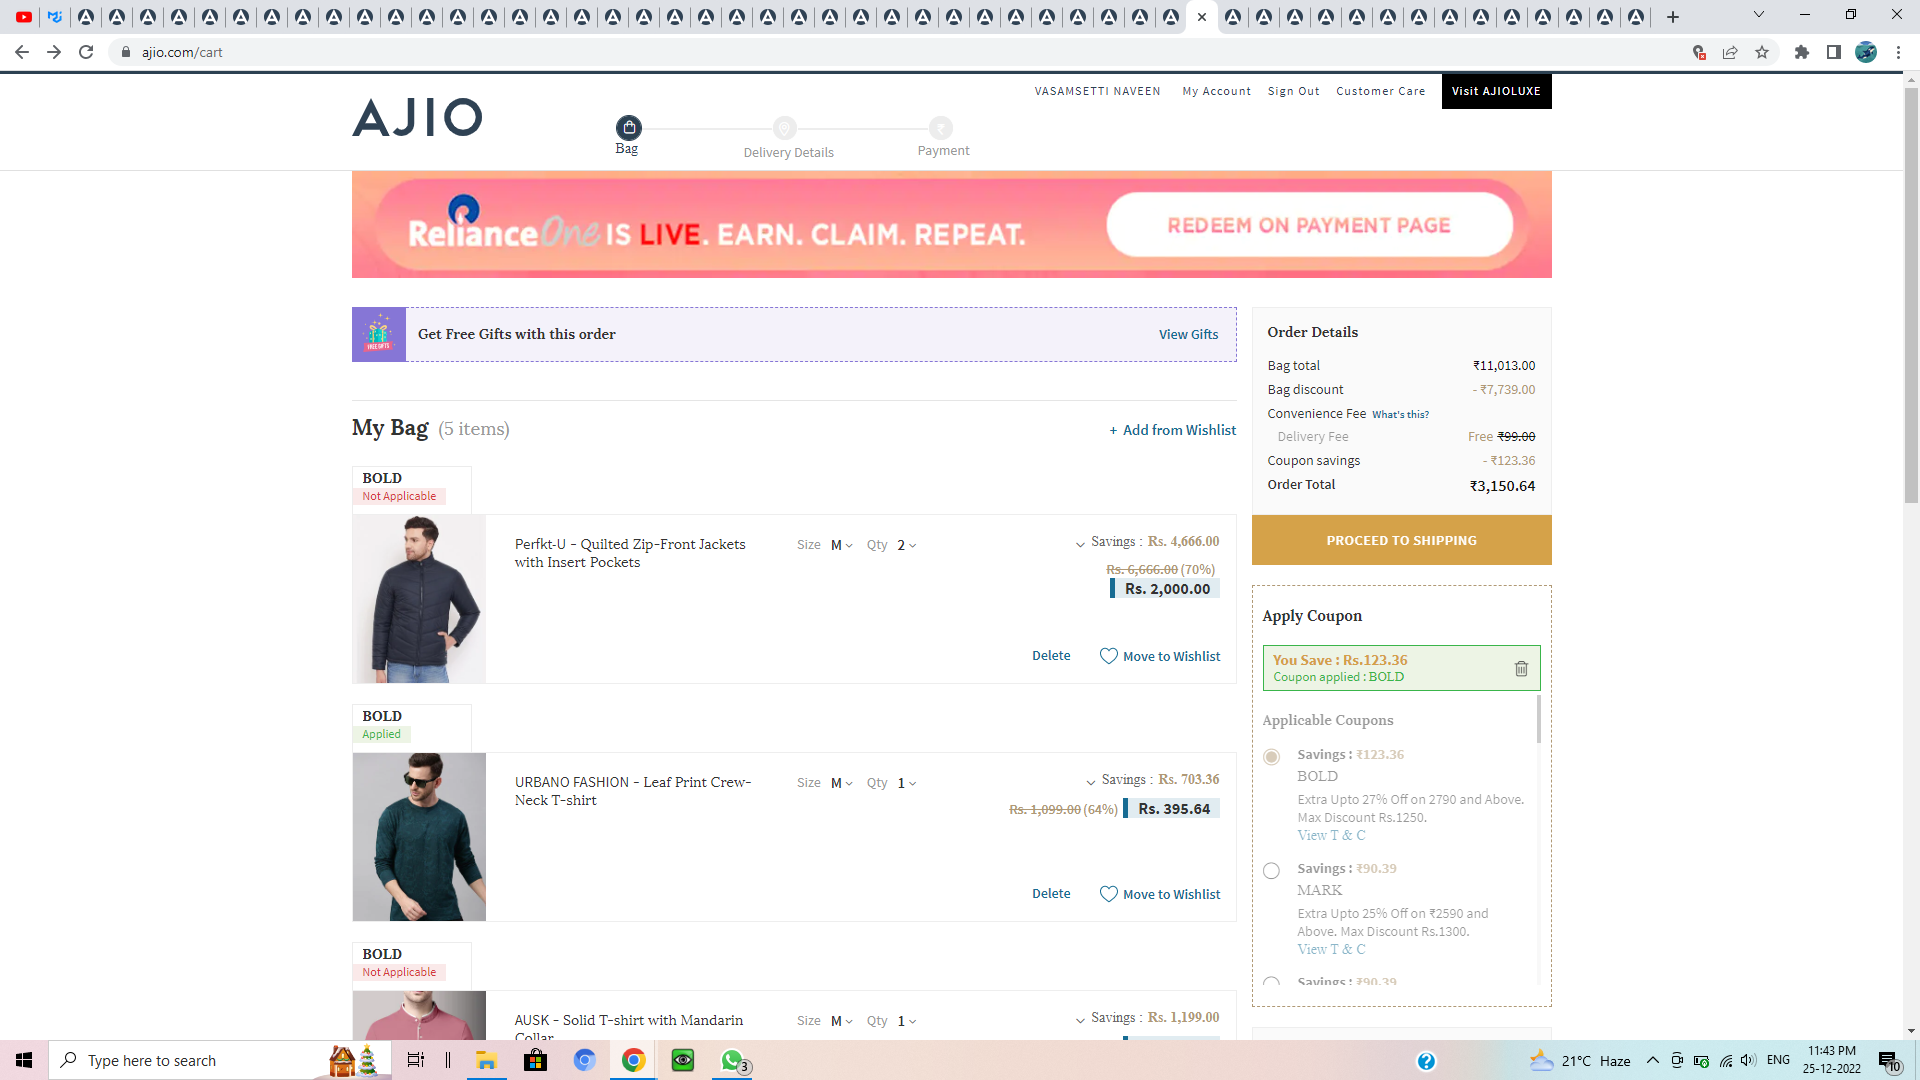 ajio.com/cart
VASAMSETTI NAVEEN My Account Sign Out Customer Care Visit AJIOLUXE
AJIO
Bag
Delivery Details
Payment
RelianceOne IS LIVE. EARN. CLAIM. REPEAT.
REDEEM ON PAYMENT PAGE
FREE GIFTS
Get Free Gifts with this order
View Gifts
My Bag (5 items)
+ Add from Wishlist
BOLD
Not Applicable
Perfkt-U - Quilted Zip-Front Jackets
with Insert Pockets
Size M Qty 2
Savings : Rs. 4,666.00
Rs. 6,666.00 (70%)
Rs. 2,000.00
Delete
Move to Wishlist
BOLD
Applied
URBANO FASHION - Leaf Print Crew-
Neck T-shirt
Size M Qty 1
Savings : Rs. 703.36
Rs. 1,099.00 (64%) Rs. 395.64
Delete
Move to Wishlist
BOLD
Not Applicable
AUSK - Solid T-shirt with Mandarin
Collar
Size M Qty 1
Savings : Rs. 1,199.00
Order Details
Bag total ₹11,013.00
Bag discount - ₹7,739.00
Convenience Fee What's this?
Delivery Fee Free ₹99.00
Coupon savings - ₹123.36
Order Total ₹3,150.64
PROCEED TO SHIPPING
Apply Coupon
You Save : Rs.123.36
Coupon applied : BOLD
Applicable Coupons
Savings : ₹123.36
BOLD
Extra Upto 27% Off on 2790 and Above.
Max Discount Rs.1250.
View T & C
Savings : ₹90.39
MARK
Extra Upto 25% Off on ₹2590 and
Above. Max Discount Rs.1300.
View T & C
Savings : ₹90.39
Type here to search
3
21°C Haze
ENG
11:43 PM
25-12-2022
10